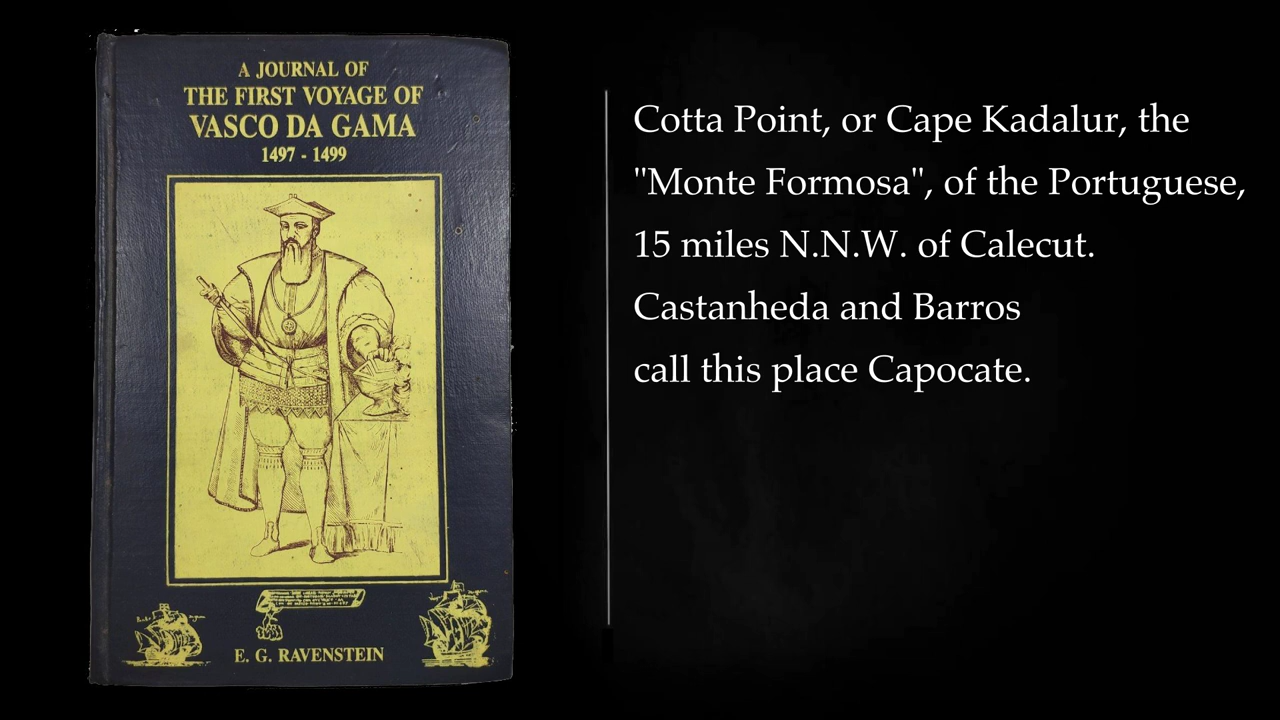 A JOURNAL OF
THE FIRST VOYAGE OF
VASCO DA GAMA
1497 - 1499
E. G. RAVENSTEIN
Cotta Point, or Cape Kadalur, the
"Monte Formosa", of the Portuguese,
15 miles N.N.W. of Calecut.
Castanheda and Barros
call this place Capocate.